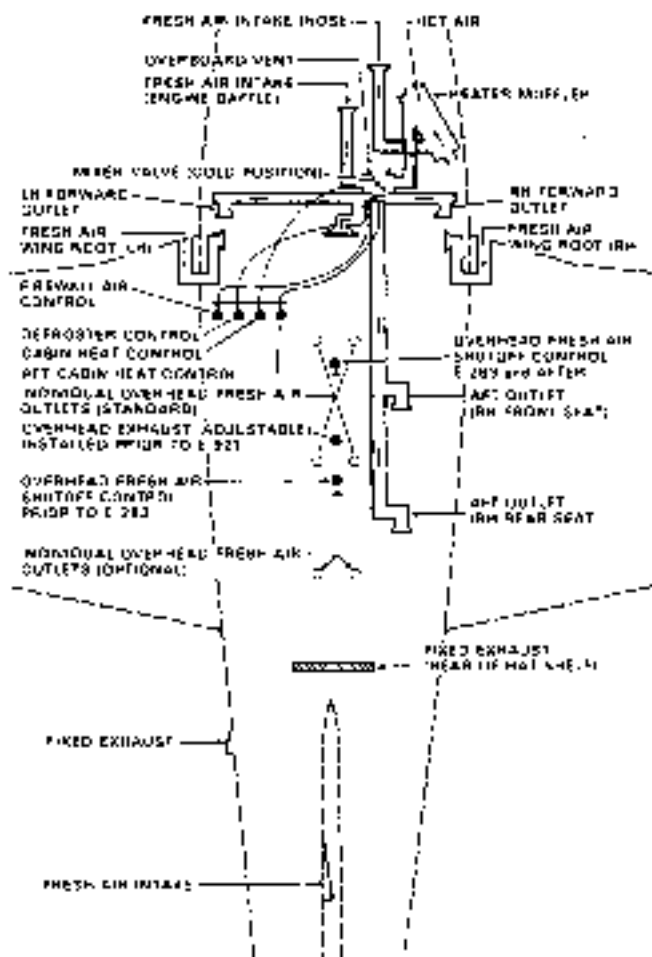 FRESH AIR INTAKE (NOSE)
HOT AIR
OVERBOARD VENT
FRESH AIR INTAKE
(ENGINE BAFFLE)
HEATER MUFFLER
MIXER VALVE (COLD POSITION)
LH FORWARD
OUTLET
RH FORWARD
OUTLET
FRESH AIR
WING ROOT (LH)
FRESH AIR
WING ROOT (RH)
FIREWALL AIR
CONTROL
DEFROSTER CONTROL
CABIN HEAT CONTROL
AFT CABIN HEAT CONTROL
OVERHEAD FRESH AIR
SHUTOFF CONTROL
AND AFTER
INDIVIDUAL OVERHEAD FRESH AIR
OUTLETS (STANDARD)
AFT OUTLET
(RH FRONT SEAT)
OVERHEAD EXHAUST (ADJUSTABLE)
INSTALLED PRIOR TO
OVERHEAD FRESH AIR
SHUTOFF CONTROL
PRIOR TO
AFT OUTLET
(RH REAR SEAT)
INDIVIDUAL OVERHEAD FRESH AIR
OUTLETS (OPTIONAL)
FIXED EXHAUST
(REAR OF HAT SHELF)
FIXED EXHAUST
FRESH AIR INTAKE